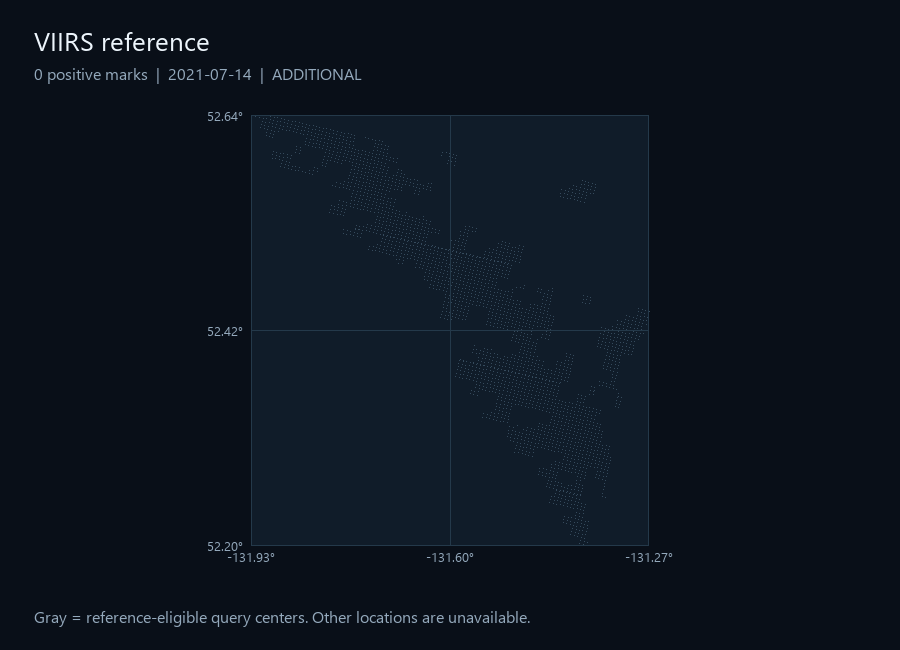 VIIRS reference
0 positive marks | 2021-07-14 | ADDITIONAL
52.64°
52.42°
52.20°
-131.93°
-131.60°
-131.27°
Gray = reference-eligible query centers. Other locations are unavailable.